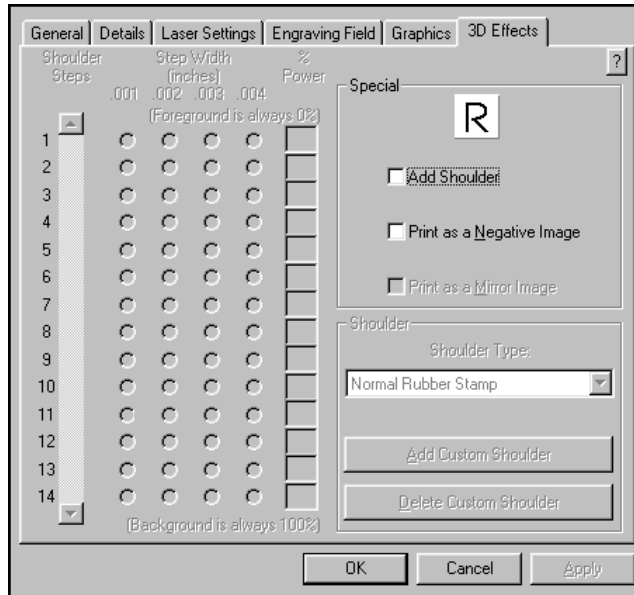 General Details Laser Settings Engraving Field Graphics 3D Effects
Shoulder Steps
Step Width (inches)
% Power
.001 .002 .003 .004
(Foreground is always 0%)
1
2
3
4
5
6
7
8
9
10
11
12
13
14
(Background is always 100%)
?
Special
R
Add Shoulder
Print as a Negative Image
Print as a Mirror Image
Shoulder
Shoulder Type:
Normal Rubber Stamp
Add Custom Shoulder
Delete Custom Shoulder
OK Cancel Apply